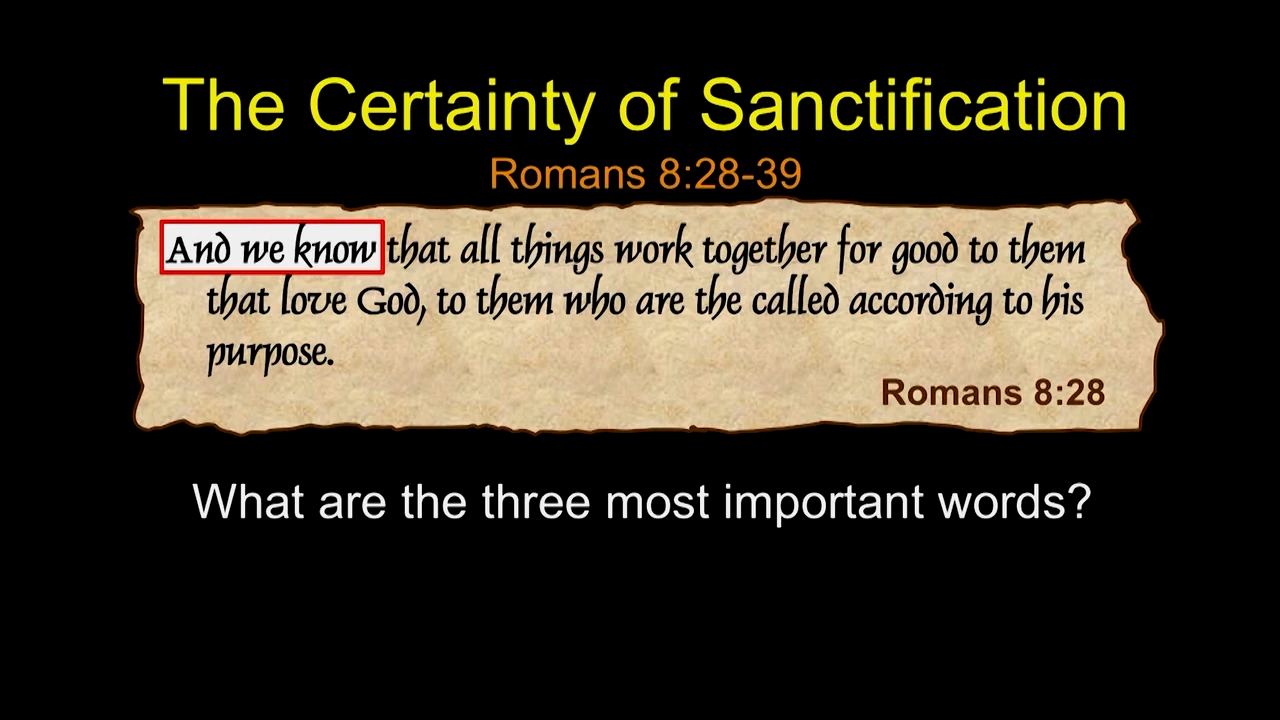 The Certainty of Sanctification
Romans 8:28-39
And we know that all things work together for good to them
that love God, to them who are the called according to his
purpose.
Romans 8:28
What are the three most important words?